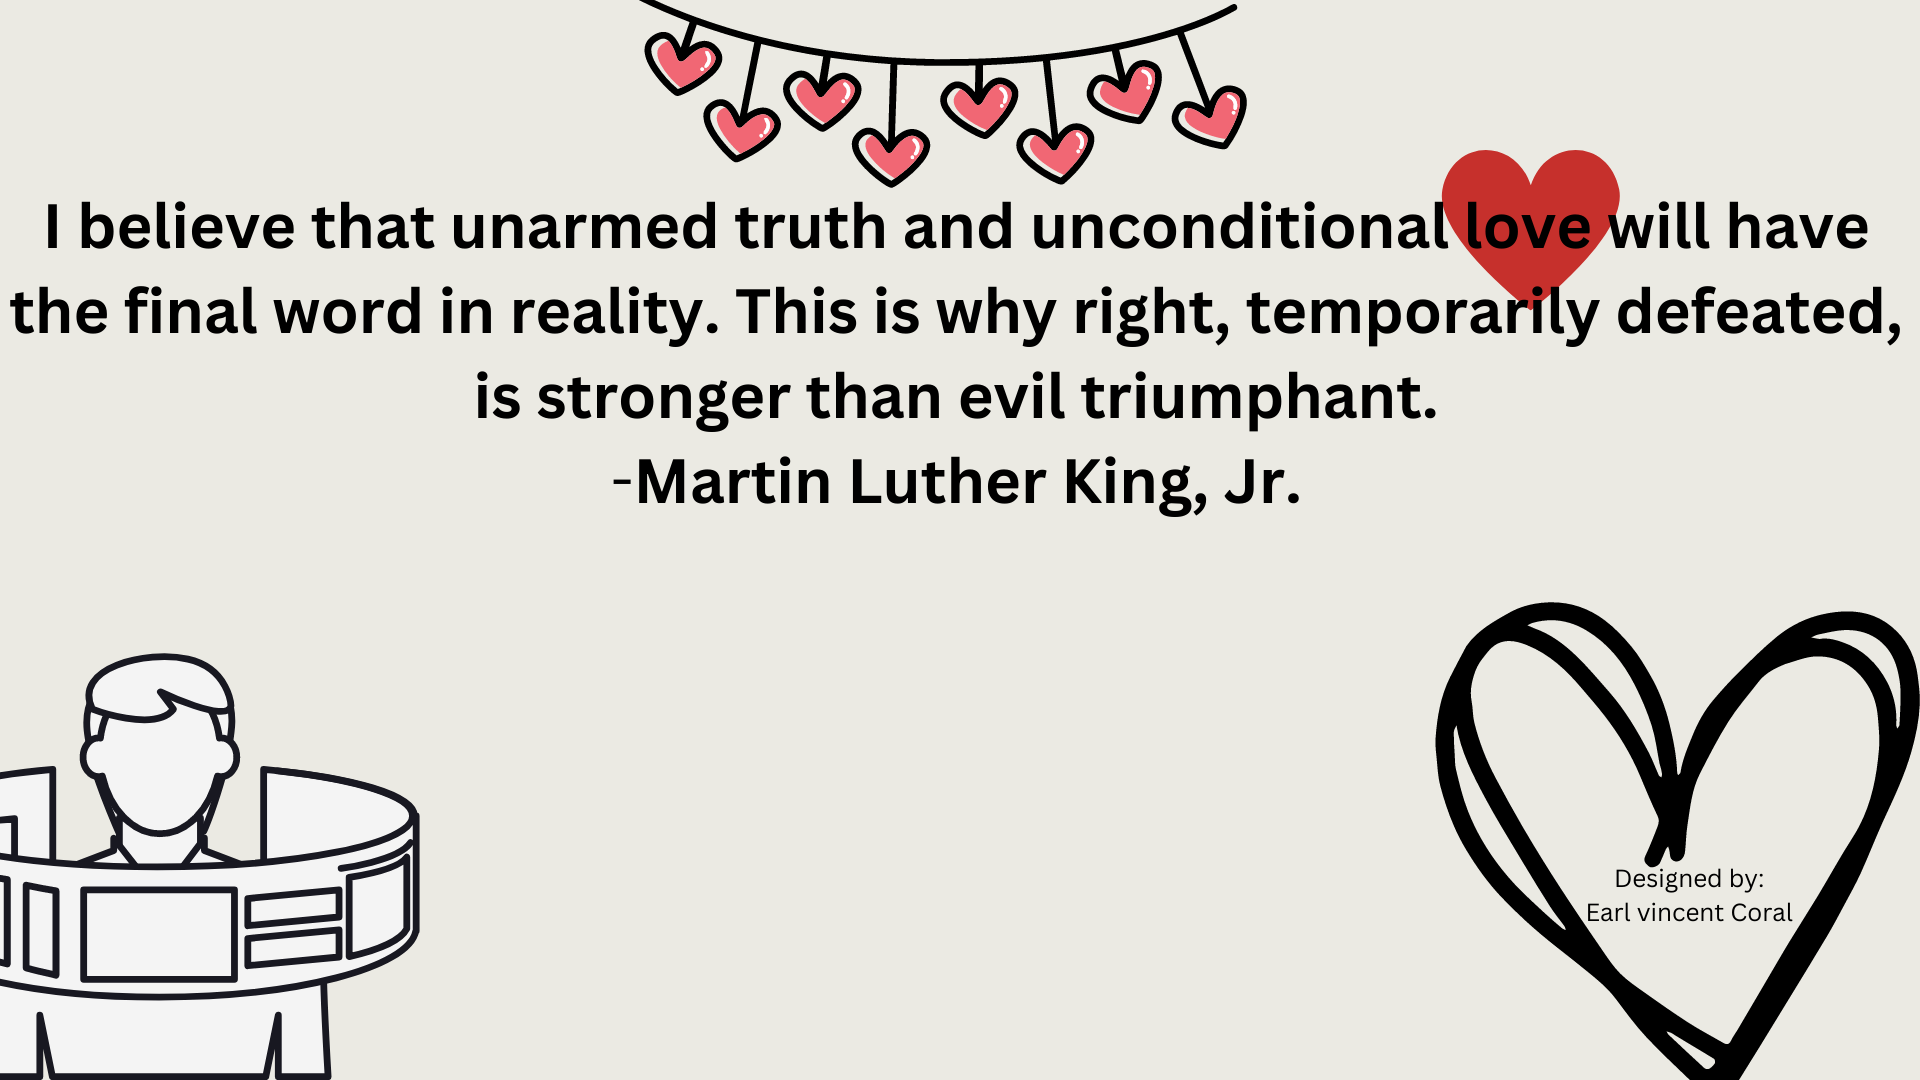 I believe that unarmed truth and unconditional love will have
the final word in reality. This is why right, temporarily defeated,
is stronger than evil triumphant.
-Martin Luther King, Jr.
Designed by:
Earl vincent Coral